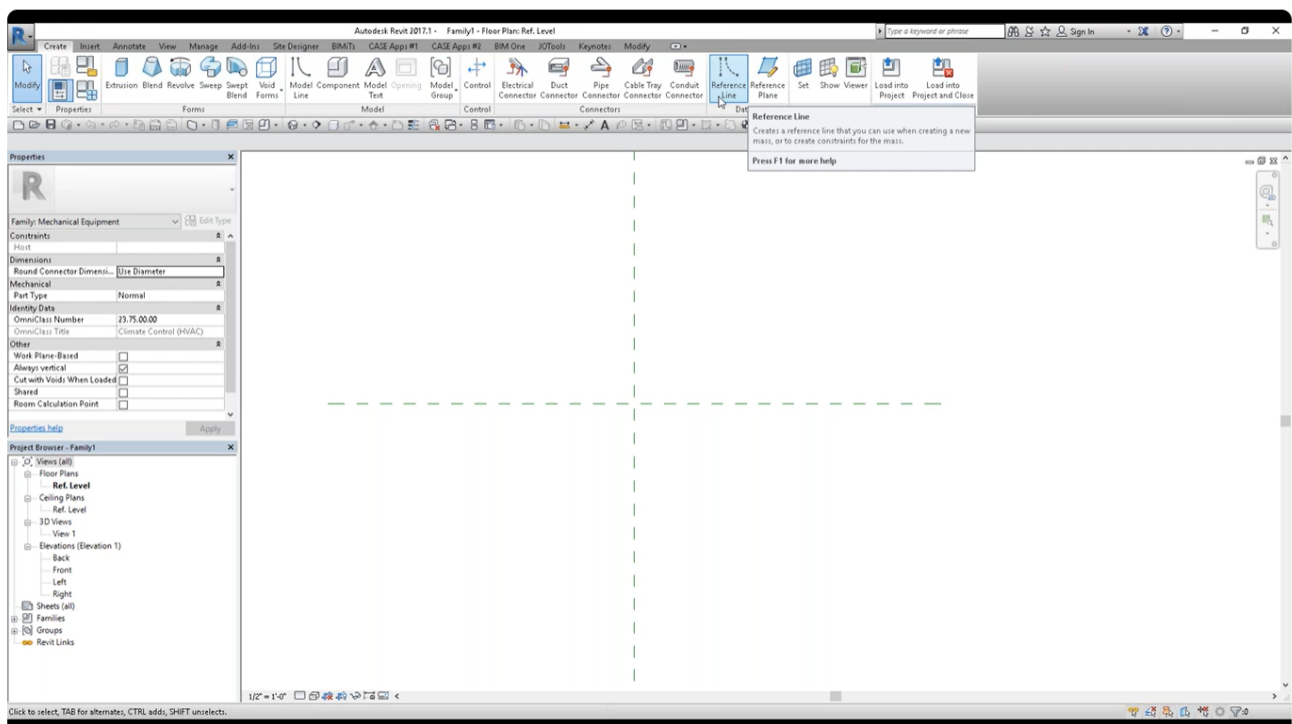 Autodesk Revit 2017.1 - Family1 - Floor Plan: Ref. Level
Type a keyword or phrase
Sign In
Create Insert Annotate View Manage Add-Ins Site Designer BIMiTs CASE Apps #1 CASE Apps #2 BIM One JOTools Keynotes Modify
Modify Extrusion Blend Revolve Sweep Swept Blend Void Forms Model Line Component Model Text Opening Model Group Control Electrical Connector Duct Connector Pipe Connector Cable Tray Connector Conduit Connector Reference Line Reference Plane Set Show Viewer Load into Project Load into Project and Close
Select Properties Forms Model Control Connectors Dat
Reference Line
Creates a reference line that you can use when creating a new
mass, or to create constraints for the mass.
Press F1 for more help
Properties
Family: Mechanical Equipment Edit Type
Constraints
Host
Dimensions
Round Connector Dimensi... Use Diameter
Mechanical
Part Type Normal
Identity Data
OmniClass Number 23.75.00.00
OmniClass Title Climate Control (HVAC)
Other
Work Plane-Based
Always vertical
Cut with Voids When Loaded
Shared
Room Calculation Point
Properties help Apply
Project Browser - Family1
Views (all)
Floor Plans
Ref. Level
Ceiling Plans
Ref. Level
3D Views
View 1
Elevations (Elevation 1)
Back
Front
Left
Right
Sheets (all)
Families
Groups
Revit Links
1/2" = 1'-0"
Click to select, TAB for alternates, CTRL adds, SHIFT unselects.
:0